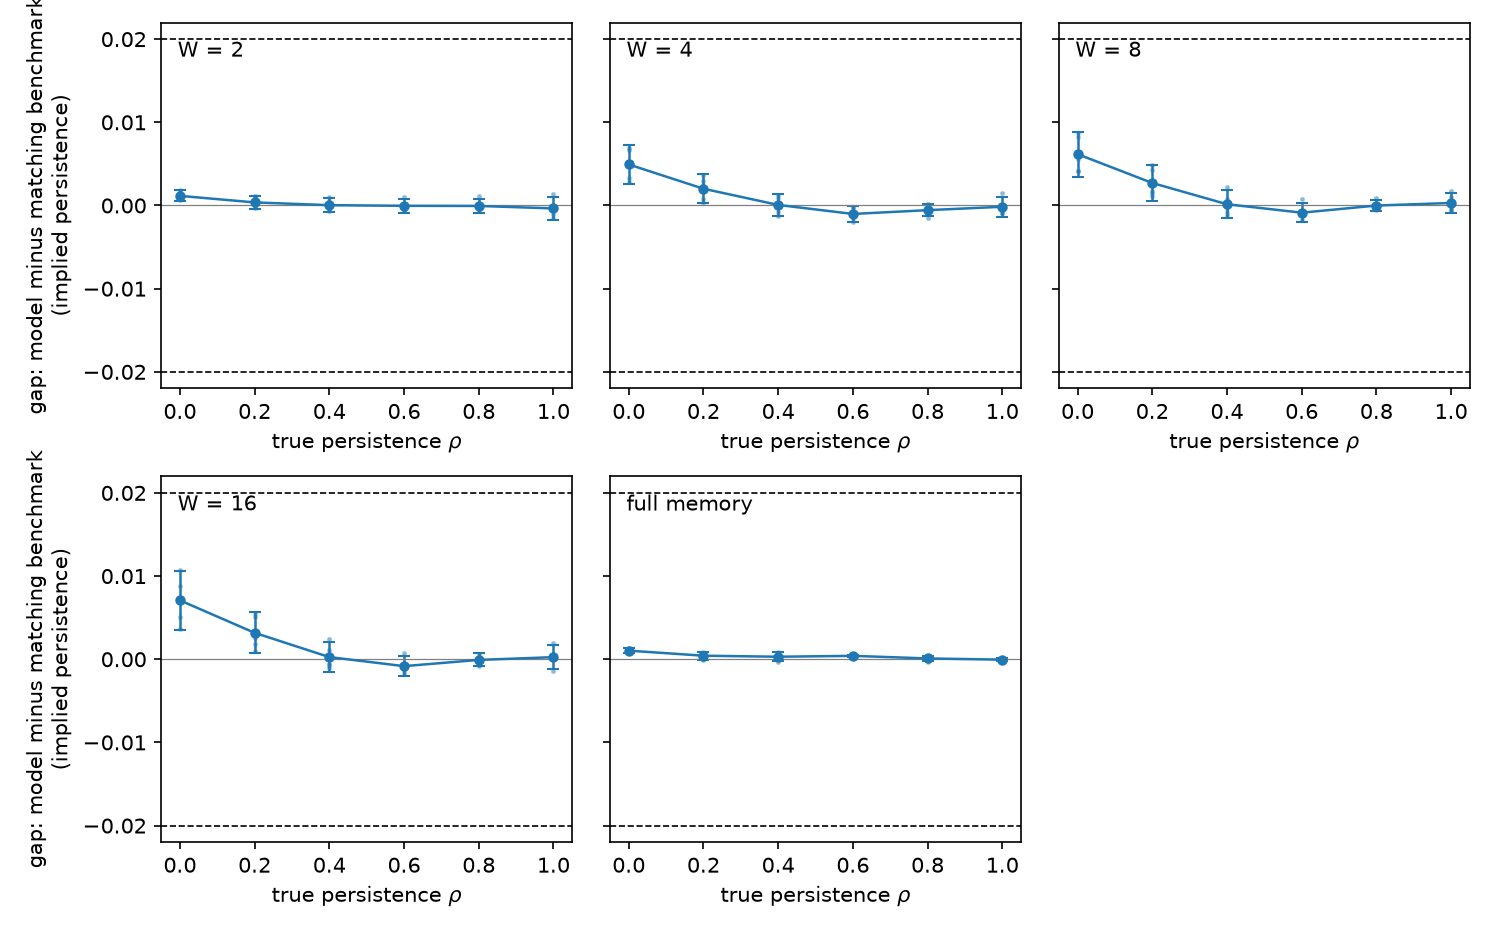 gap: model minus matching benchmark
(implied persistence)
0.02
0.01
0.00
−0.01
−0.02
W = 2
0.0 0.2 0.4 0.6 0.8 1.0
true persistence ρ
W = 4
0.0 0.2 0.4 0.6 0.8 1.0
true persistence ρ
W = 8
0.0 0.2 0.4 0.6 0.8 1.0
true persistence ρ
gap: model minus matching benchmark
(implied persistence)
0.02
0.01
0.00
−0.01
−0.02
W = 16
0.0 0.2 0.4 0.6 0.8 1.0
true persistence ρ
full memory
0.0 0.2 0.4 0.6 0.8 1.0
true persistence ρ